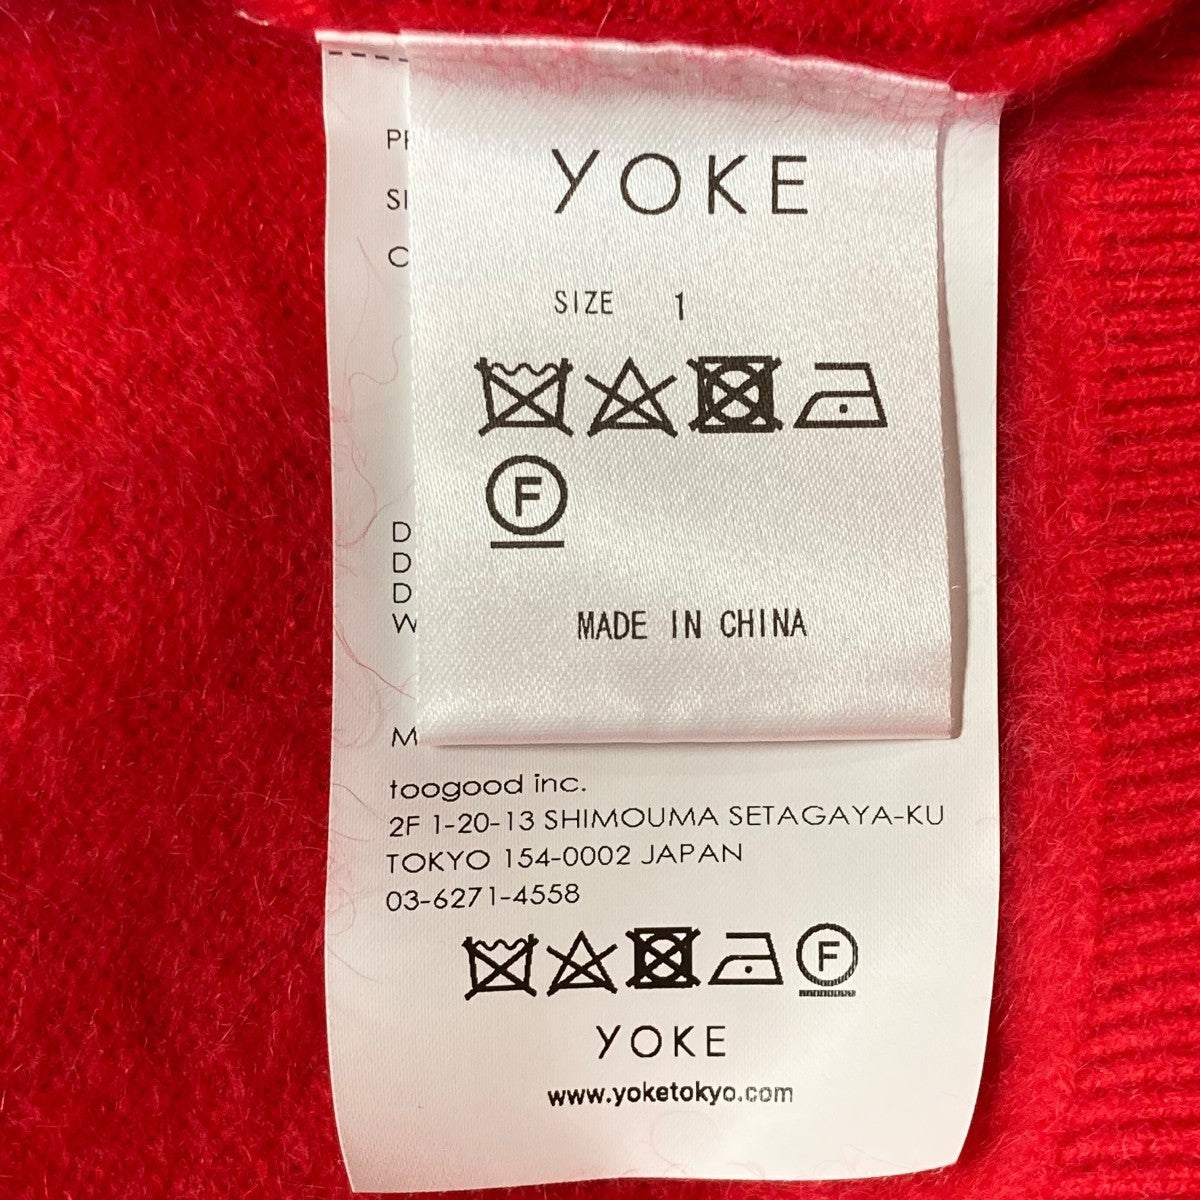 YOKE
SIZE 1
F
MADE IN CHINA
toogood inc.
2F 1-20-13 SHIMOUMA SETAGAYA-KU
TOKYO 154-0002 JAPAN
03-6271-4558
F
YOKE
www.yoketokyo.com